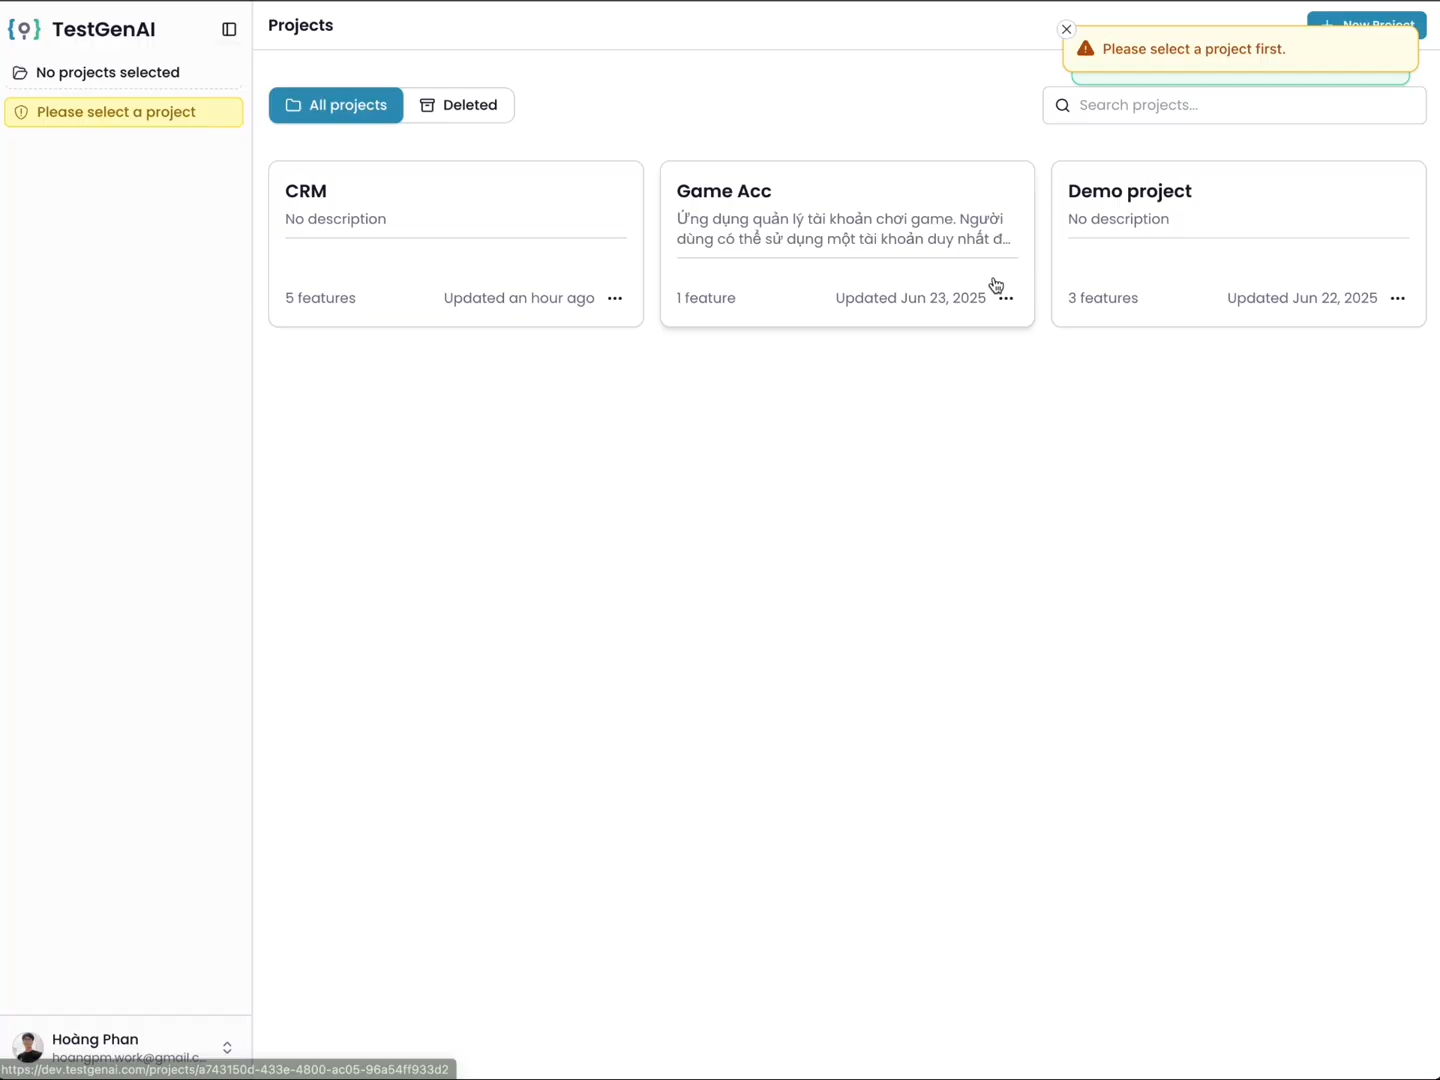 TestGenAI
No projects selected
Please select a project
Projects
New Project
Please select a project first.
All projects
Deleted
Search projects...
CRM
No description
5 features
Updated an hour ago
Game Acc
Ứng dụng quản lý tài khoản chơi game. Người
dùng có thể sử dụng một tài khoản duy nhất đ...
1 feature
Updated Jun 23, 2025
Demo project
No description
3 features
Updated Jun 22, 2025
Hoàng Phan
hoangpm.work@gmail.c...
https://dev.testgenai.com/projects/a743150d-433e-4800-ac05-96a54ff933d2